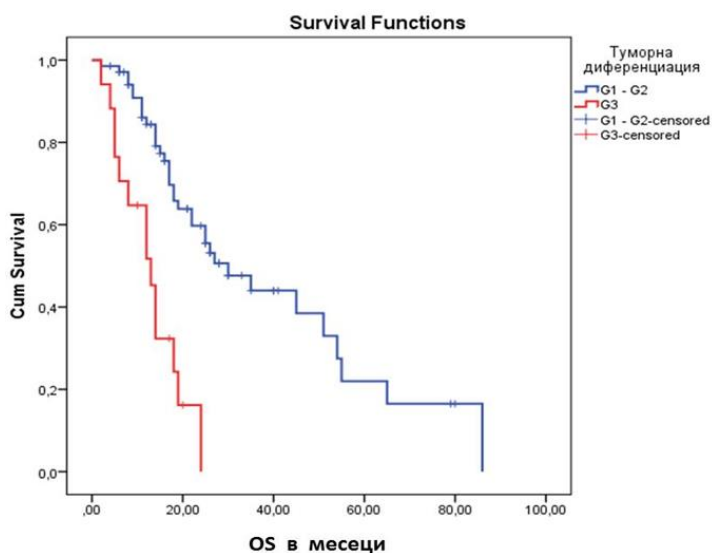 Survival Functions
Туморна
диференциация
G1 - G2
G3
G1 - G2-censored
G3-censored
Cum Survival
1,0
0,8
0,6
0,4
0,2
0,0
,00
20,00
40,00
60,00
80,00
100,00
OS в месеци